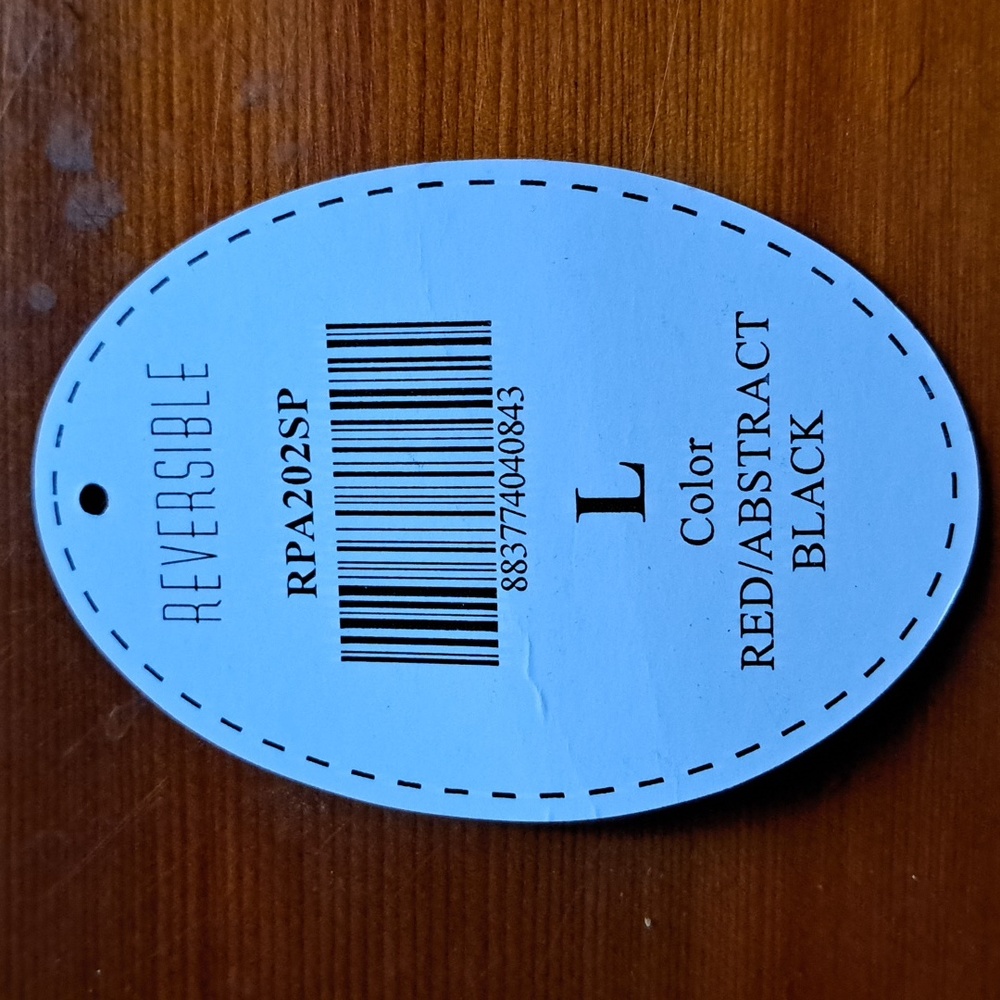 REVERSIBLE
RPA202SP
883774040843
L
Color
RED/ABSTRACT
BLACK